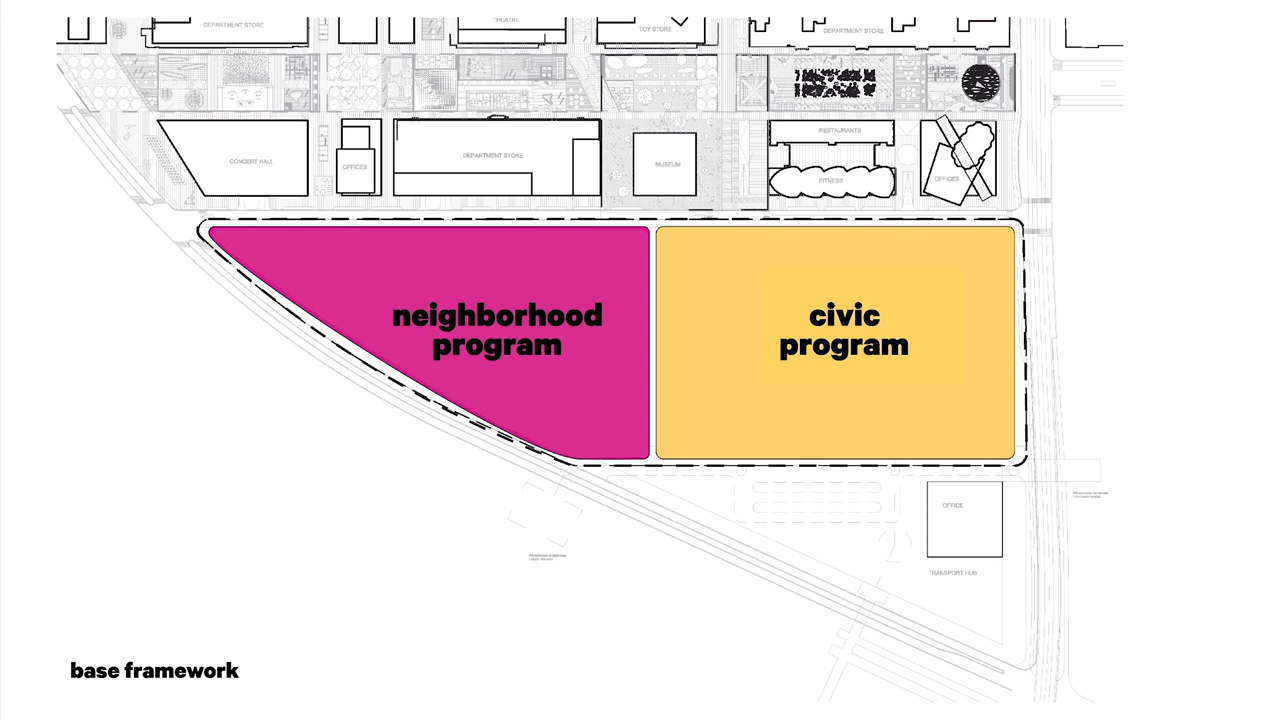 DEPARTMENT STORE
THEATRE
TOY STORE
DEPARTMENT STORE
CONCERT HALL
OFFICES
DEPARTMENT STORE
MUSEUM
RESTAURANTS
FITNESS
OFFICES
neighborhood
program
civic
program
OFFICE
TRANSPORT HUB
base framework